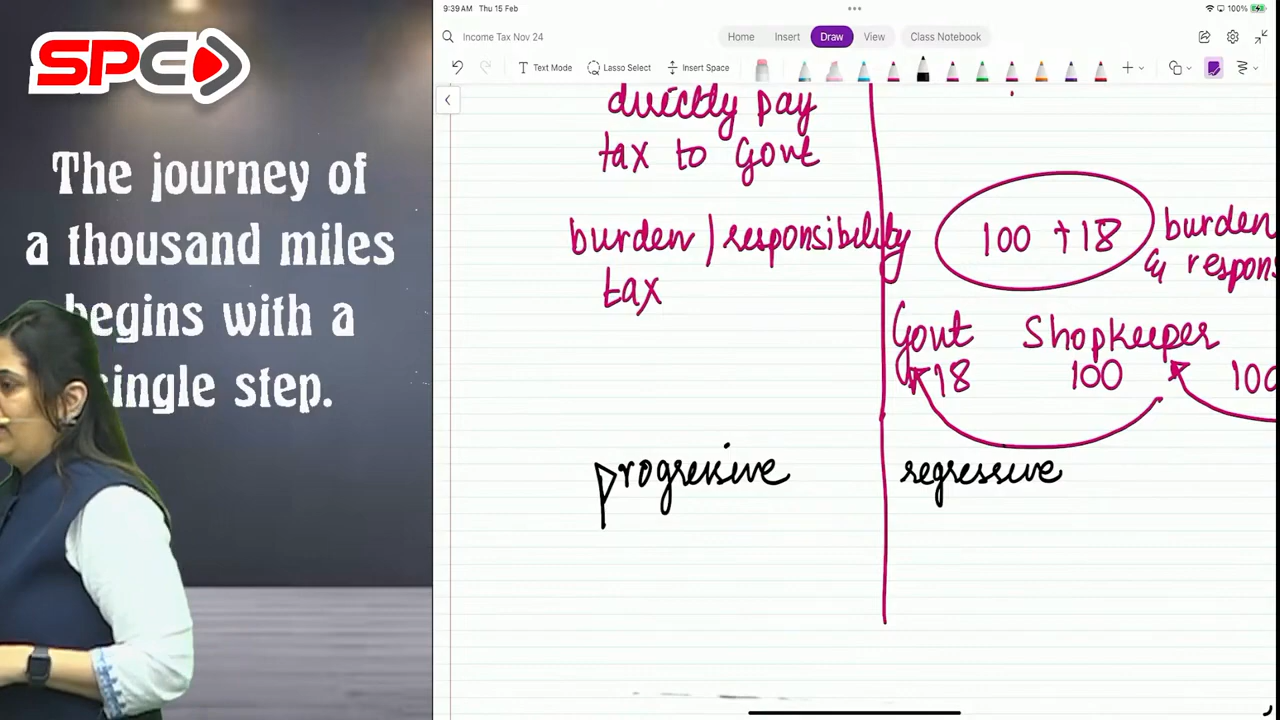 SPC
The journey of
a thousand miles
begins with a
single step.
9:39 AM Thu 15 Feb
100%
Income Tax Nov 24
Home Insert Draw View Class Notebook
Text Mode Lasso Select Insert Space
directly pay
tax to Govt
burden / responsibility
tax
100 + 18
burden
& respons
Govt Shopkeeper
18 100 100
progressive regressive